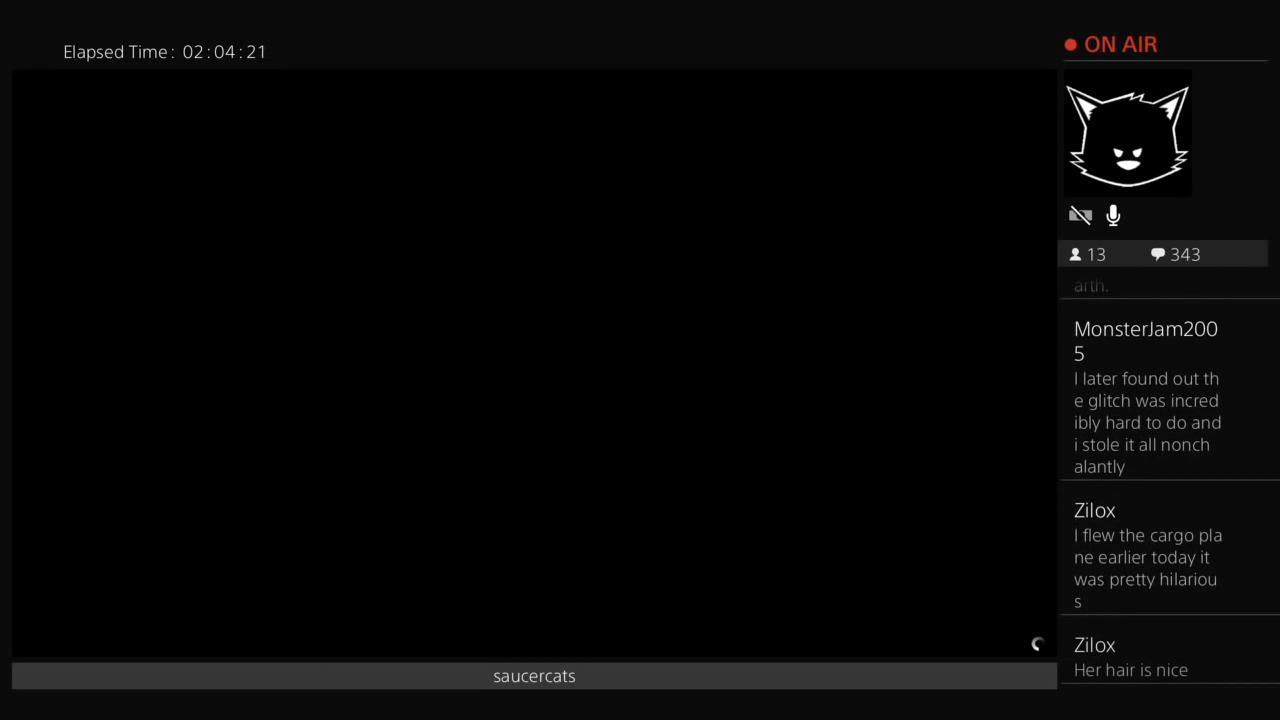 Elapsed Time: 02:04:21
ON AIR
13 343
arth.
MonsterJam200
5
I later found out th
e glitch was incred
ibly hard to do and
i stole it all nonch
alantly
Zilox
I flew the cargo pla
ne earlier today it
was pretty hilariou
s
Zilox
Her hair is nice
saucercats